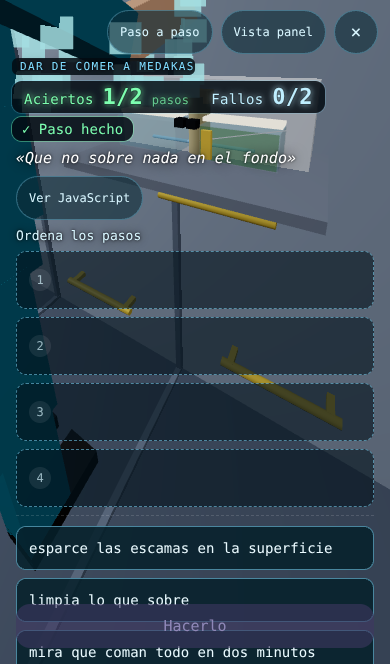 Paso a paso
Vista panel
×
DAR DE COMER A MEDAKAS
Aciertos 1/2 pasos
Fallos 0/2
✓ Paso hecho
«Que no sobre nada en el fondo»
Ver JavaScript
Ordena los pasos
1
2
3
4
esparce las escamas en la superficie
limpia lo que sobre
Hacerlo
mira que coman todo en dos minutos